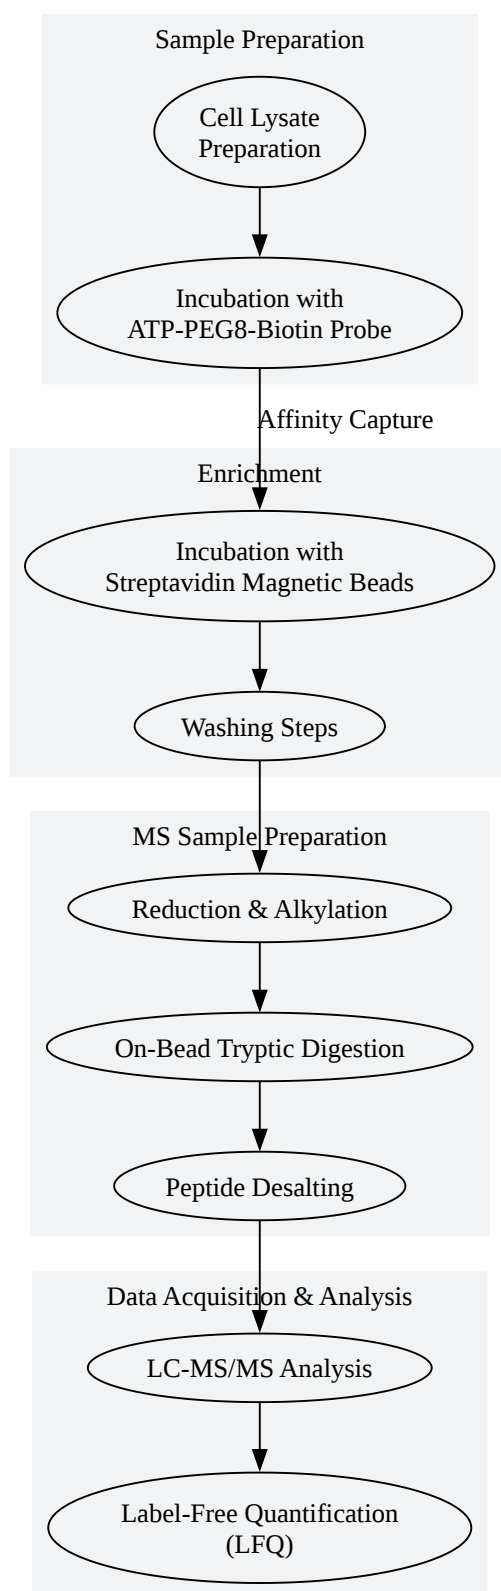 Sample Preparation
Cell Lysate
Preparation
Incubation with
ATP-PEG8-Biotin Probe
Affinity Capture
Enrichment
Incubation with
Streptavidin Magnetic Beads
Washing Steps
MS Sample Preparation
Reduction & Alkylation
On-Bead Tryptic Digestion
Peptide Desalting
Data Acquisition & Analysis
LC-MS/MS Analysis
Label-Free Quantification
(LFQ)